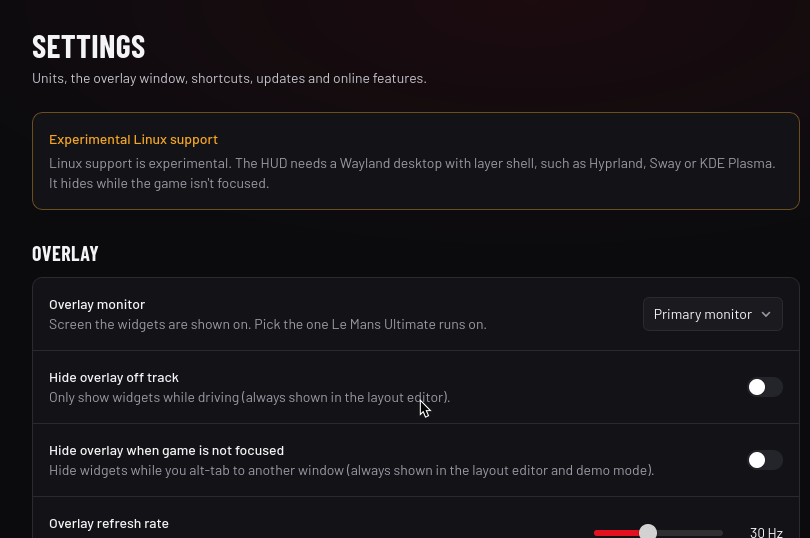 SETTINGS
Units, the overlay window, shortcuts, updates and online features.
Experimental Linux support
Linux support is experimental. The HUD needs a Wayland desktop with layer shell, such as Hyprland, Sway or KDE Plasma.
It hides while the game isn't focused.
OVERLAY
Overlay monitor
Screen the widgets are shown on. Pick the one Le Mans Ultimate runs on.
Primary monitor
Hide overlay off track
Only show widgets while driving (always shown in the layout editor).
Hide overlay when game is not focused
Hide widgets while you alt-tab to another window (always shown in the layout editor and demo mode).
Overlay refresh rate
30 Hz